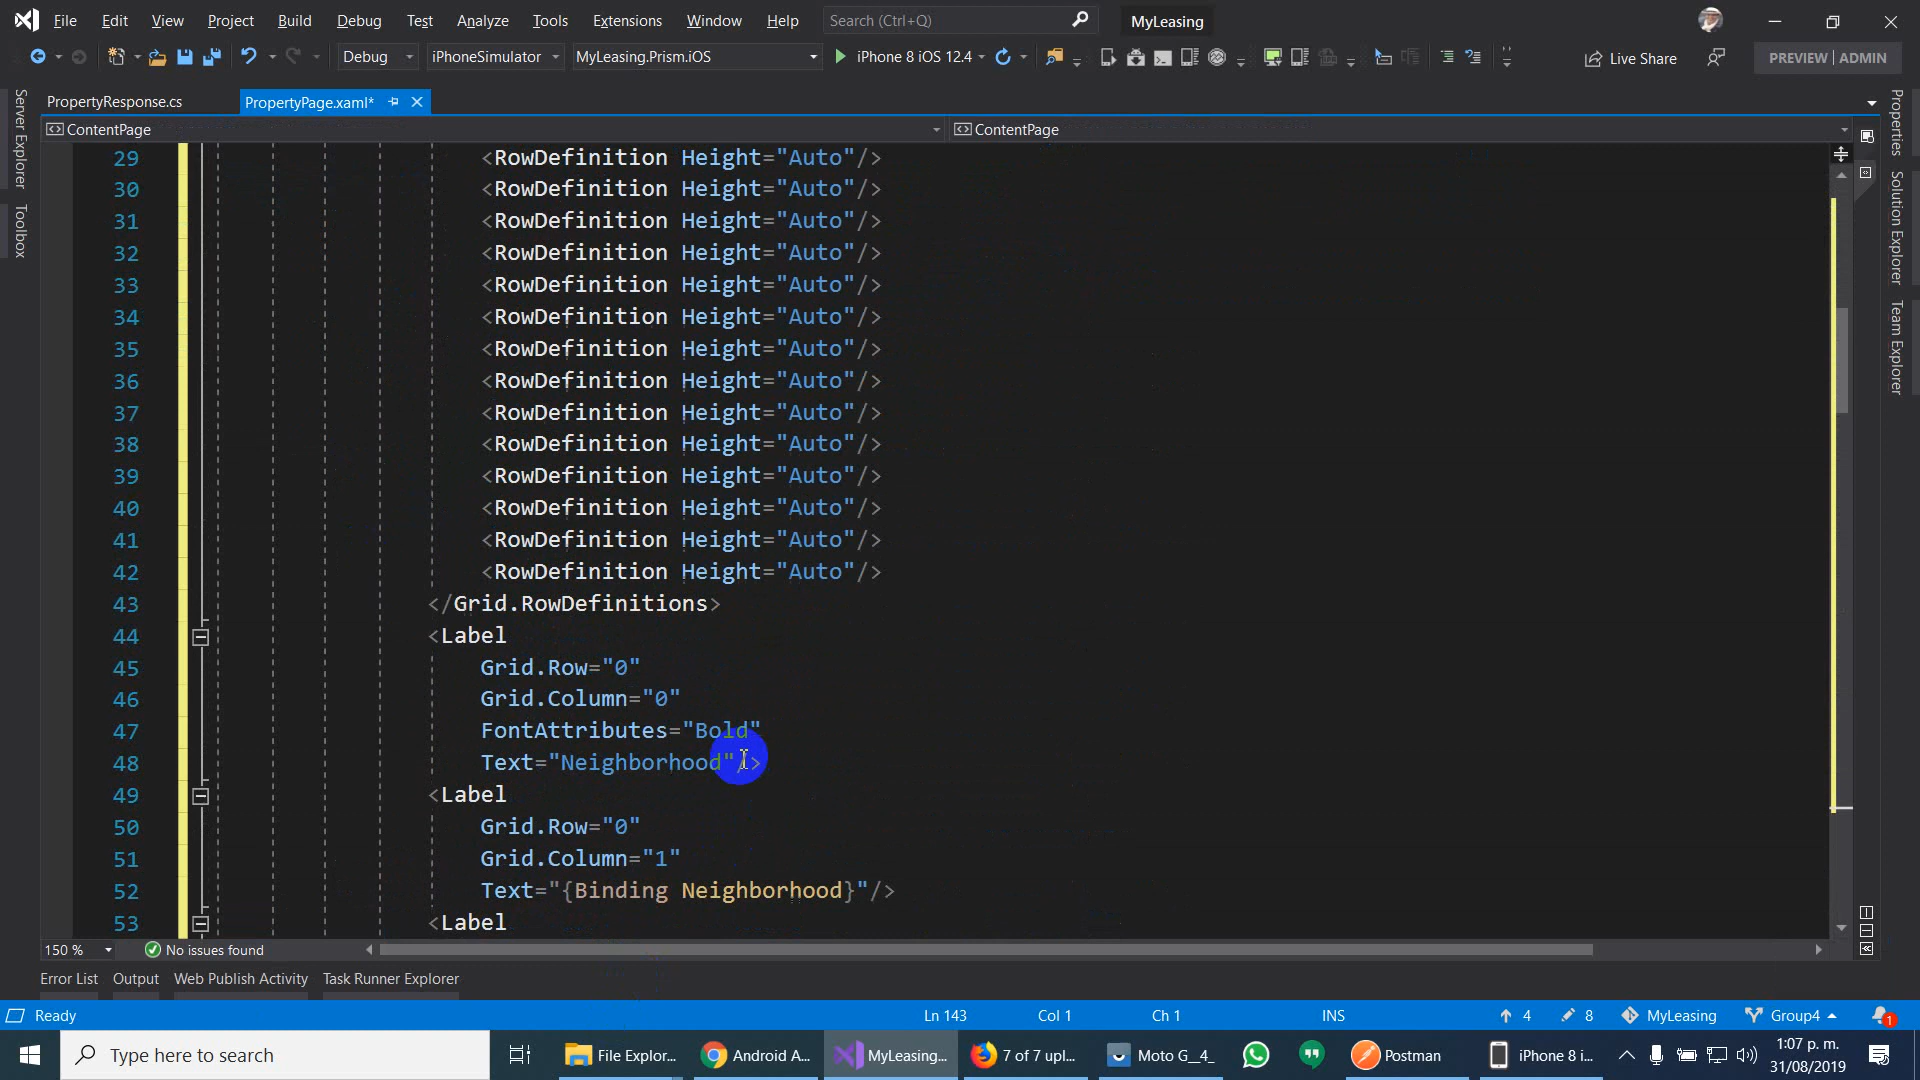 File Edit View Project Build Debug Test Analyze Tools Extensions Window Help Search (Ctrl+Q) MyLeasing
Debug iPhoneSimulator MyLeasing.Prism.iOS iPhone 8 iOS 12.4 Live Share PREVIEW | ADMIN
PropertyResponse.cs PropertyPage.xaml*
ContentPage ContentPage
Server Explorer
Toolbox
Properties
Solution Explorer
Team Explorer
29 <RowDefinition Height="Auto"/>
30 <RowDefinition Height="Auto"/>
31 <RowDefinition Height="Auto"/>
32 <RowDefinition Height="Auto"/>
33 <RowDefinition Height="Auto"/>
34 <RowDefinition Height="Auto"/>
35 <RowDefinition Height="Auto"/>
36 <RowDefinition Height="Auto"/>
37 <RowDefinition Height="Auto"/>
38 <RowDefinition Height="Auto"/>
39 <RowDefinition Height="Auto"/>
40 <RowDefinition Height="Auto"/>
41 <RowDefinition Height="Auto"/>
42 <RowDefinition Height="Auto"/>
43 </Grid.RowDefinitions>
44 <Label
45 Grid.Row="0"
46 Grid.Column="0"
47 FontAttributes="Bold"
48 Text="Neighborhood"/>
49 <Label
50 Grid.Row="0"
51 Grid.Column="1"
52 Text="{Binding Neighborhood}"/>
53 <Label
150 % No issues found
Error List Output Web Publish Activity Task Runner Explorer
Ready Ln 143 Col 1 Ch 1 INS 4 8 MyLeasing Group4 1
Type here to search File Explor... Android A... MyLeasing... 7 of 7 upl... Moto G_4_ Postman iPhone 8 i... 1:07 p. m.
31/08/2019